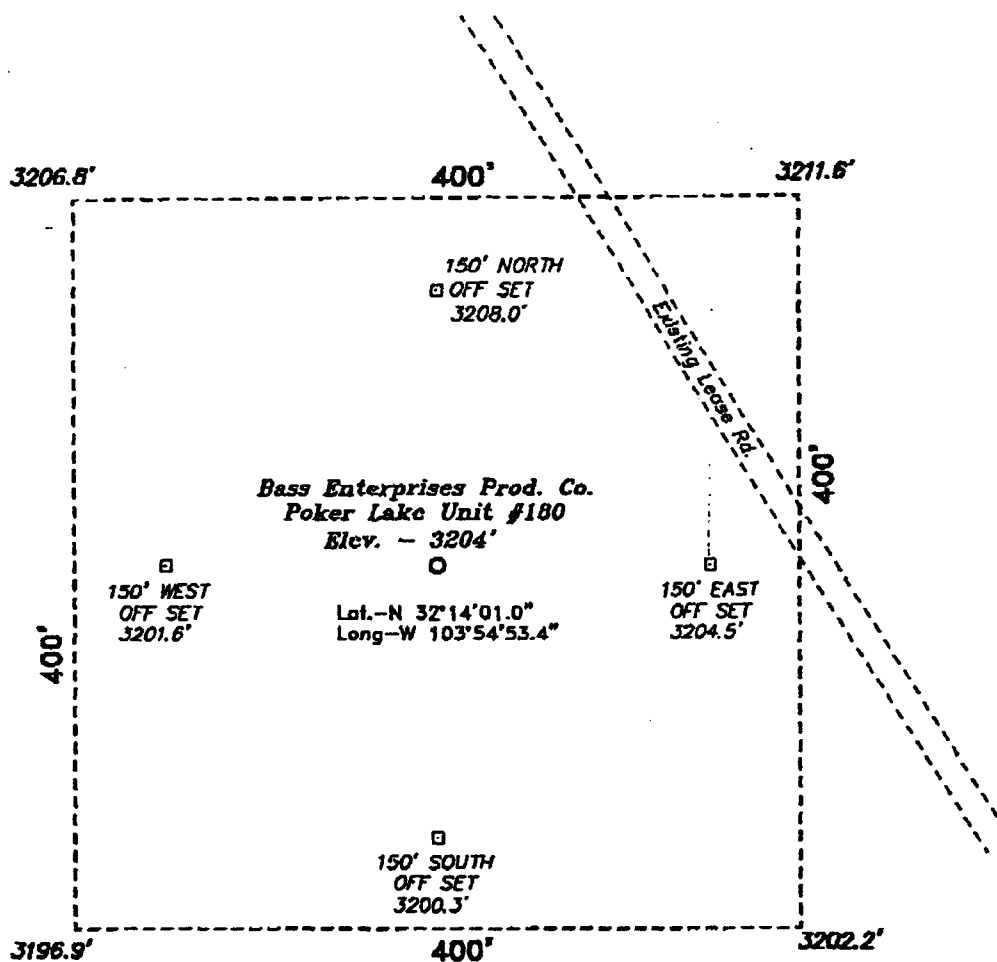 3206.8'
400'
3211.6'
150' NORTH
OFF SET
3208.0'
Existing Lease Rd.
400'
Bass Enterprises Prod. Co.
Poker Lake Unit #180
Elev. - 3204'
150' WEST
OFF SET
3201.6'
Lat.-N 32°14'01.0"
Long-W 103°54'53.4"
150' EAST
OFF SET
3204.5'
400'
150' SOUTH
OFF SET
3200.3'
3196.9'
400'
3202.2'